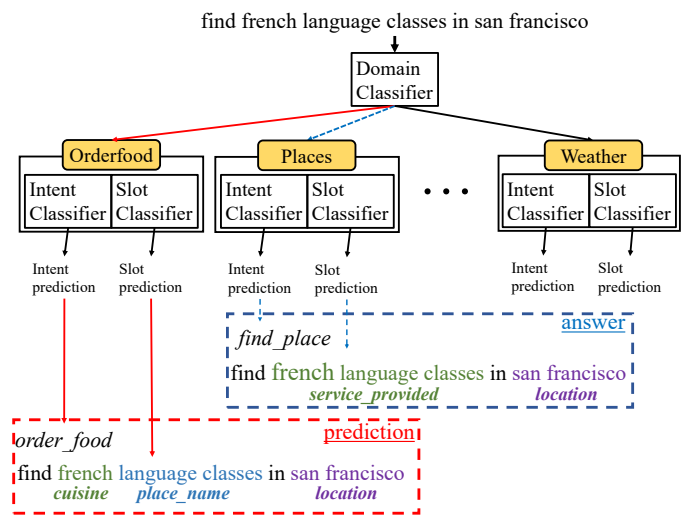 find french language classes in san francisco
Domain
Classifier
Orderfood
Places
Weather
Intent
Classifier
Slot
Classifier
Intent
Classifier
Slot
Classifier
• • •
Intent
Classifier
Slot
Classifier
Intent
prediction
Slot
prediction
Intent
prediction
Slot
prediction
Intent
prediction
Slot
prediction
answer
find_place
find french language classes in san francisco
service_provided location
prediction
order_food
find french language classes in san francisco
cuisine place_name location